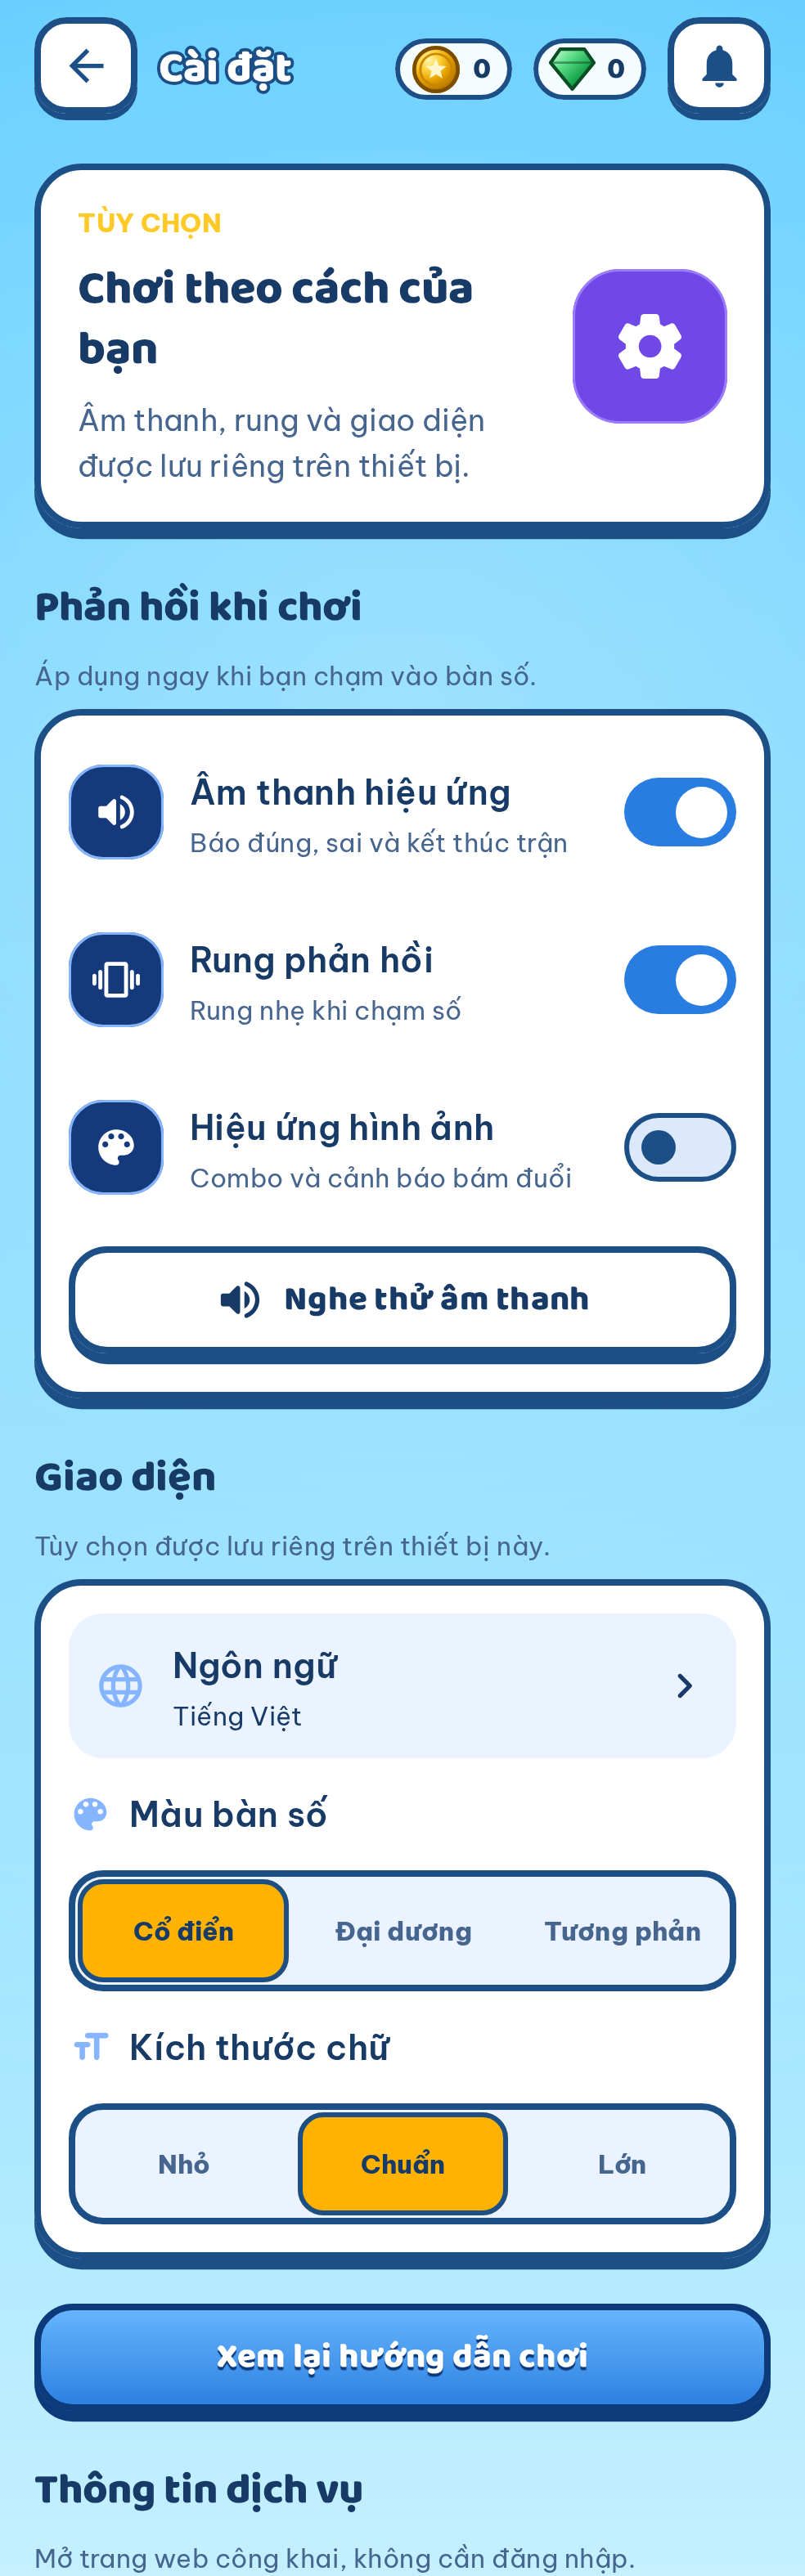 Cài đặt
0
0
TÙY CHỌN
Chơi theo cách của
bạn
Âm thanh, rung và giao diện
được lưu riêng trên thiết bị.
Phản hồi khi chơi
Áp dụng ngay khi bạn chạm vào bàn số.
Âm thanh hiệu ứng
Báo đúng, sai và kết thúc trận
Rung phản hồi
Rung nhẹ khi chạm số
Hiệu ứng hình ảnh
Combo và cảnh báo bám đuổi
Nghe thử âm thanh
Giao diện
Tùy chọn được lưu riêng trên thiết bị này.
Ngôn ngữ
Tiếng Việt
Màu bàn số
Cổ điển
Đại dương
Tương phản
Kích thước chữ
Nhỏ
Chuẩn
Lớn
Xem lại hướng dẫn chơi
Thông tin dịch vụ
Mở trang web công khai, không cần đăng nhập.